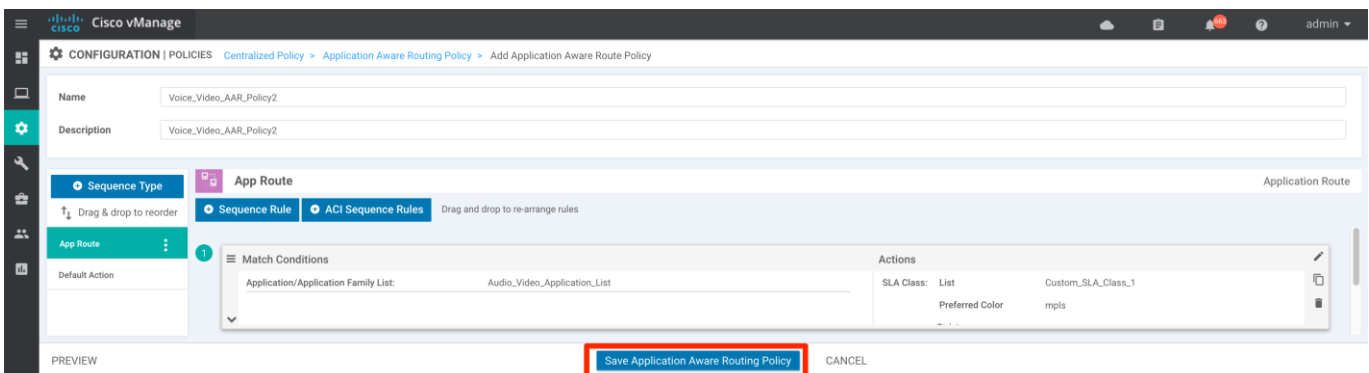 cisco Cisco vManage 663 admin
CONFIGURATION | POLICIES Centralized Policy > Application Aware Routing Policy > Add Application Aware Route Policy
Name Voice_Video_AAR_Policy2
Description Voice_Video_AAR_Policy2
Sequence Type App Route Application Route
Drag & drop to reorder Sequence Rule ACI Sequence Rules Drag and drop to re-arrange rules
App Route 1 Match Conditions Actions
Default Action Application/Application Family List: Audio_Video_Application_List SLA Class: List Custom_SLA_Class_1
Preferred Color mpls
PREVIEW Save Application Aware Routing Policy CANCEL